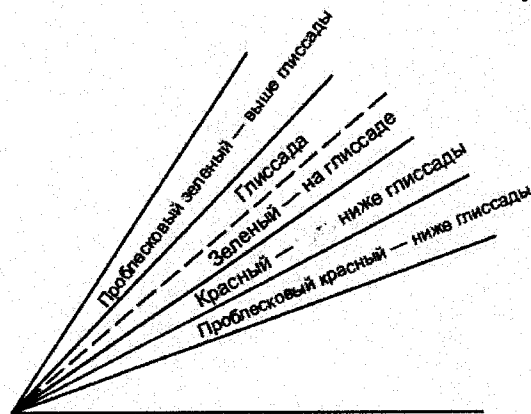 Проблесковый зеленый — выше глиссады
Глиссада
Зеленый — на глиссаде
Красный — ниже глиссады
Проблесковый красный — ниже глиссады